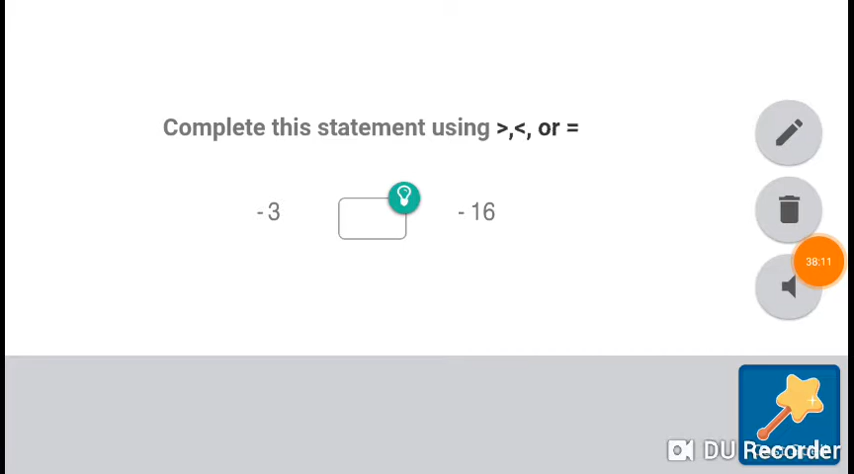 Complete this statement using >,<, or =
- 3 - 16
38:11
DU Recorder